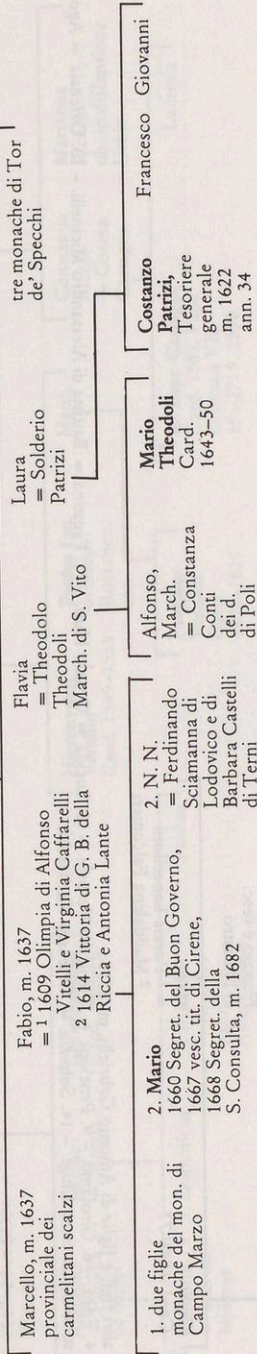 Marcello, m. 1637
provinciale dei
carmelitani scalzi
Fabio, m. 1637
= ¹ 1609 Olimpia di Alfonso
Vitelli e Virginia Caffarelli
² 1614 Vittoria di G. B. della
Riccia e Antonia Lante
Flavia
= Theodolo
Theodoli
March. di S. Vito
Laura
= Solderio
Patrizi
tre monache di Tor
de' Specchi
1. due figlie
monache del mon. di
Campo Marzo
2. Mario
1660 Segret. del Buon Governo,
1667 vesc. tit. di Cirene,
1668 Segret. della
S. Consulta, m. 1682
2. N. N.
= Ferdinando
Sciamanna di
Lodovico e di
Barbara Castelli
di Terni
Alfonso,
March.
= Constanza
Conti
dei d.
di Poli
Mario
Theodoli
Card.
1643–50
Costanzo
Patrizi,
Tesoriere
generale
m. 1622
ann. 34
Francesco
Giovanni